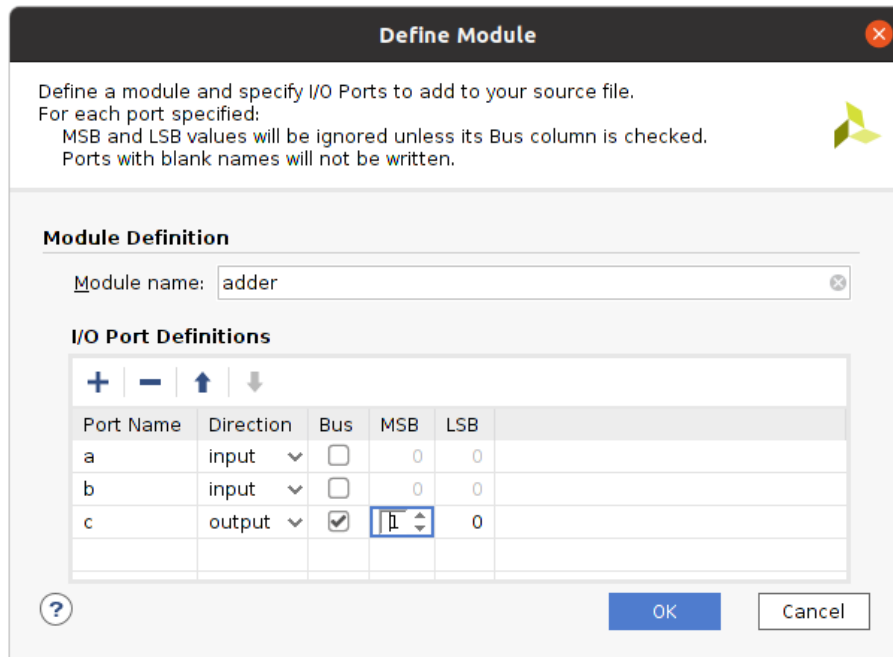 Define Module
Define a module and specify I/O Ports to add to your source file.
For each port specified:
MSB and LSB values will be ignored unless its Bus column is checked.
Ports with blank names will not be written.
Module Definition
Module name: adder
I/O Port Definitions
Port Name Direction Bus MSB LSB
a input 0 0
b input 0 0
c output 1 0
? OK Cancel